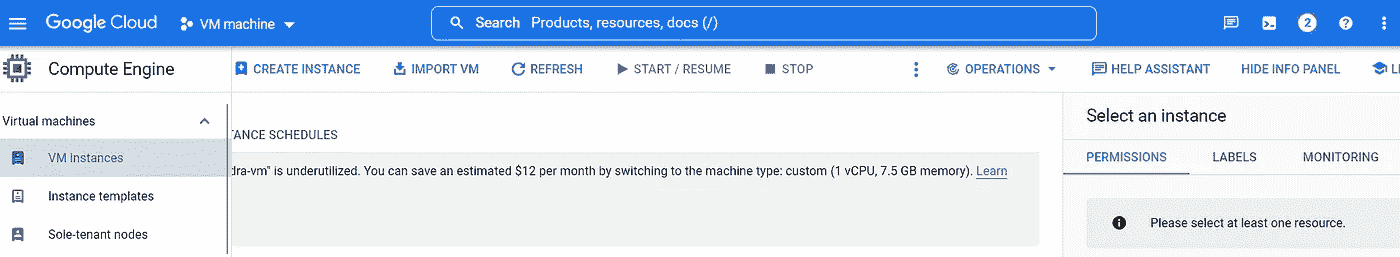 Google Cloud
VM machine
Search Products, resources, docs (/)
2
Compute Engine
CREATE INSTANCE
IMPORT VM
REFRESH
START / RESUME
STOP
OPERATIONS
HELP ASSISTANT
HIDE INFO PANEL
Virtual machines
VM Instances
Instance templates
Sole-tenant nodes
TANCE SCHEDULES
dra-vm" is underutilized. You can save an estimated $12 per month by switching to the machine type: custom (1 vCPU, 7.5 GB memory). Learn
Select an instance
PERMISSIONS
LABELS
MONITORING
Please select at least one resource.